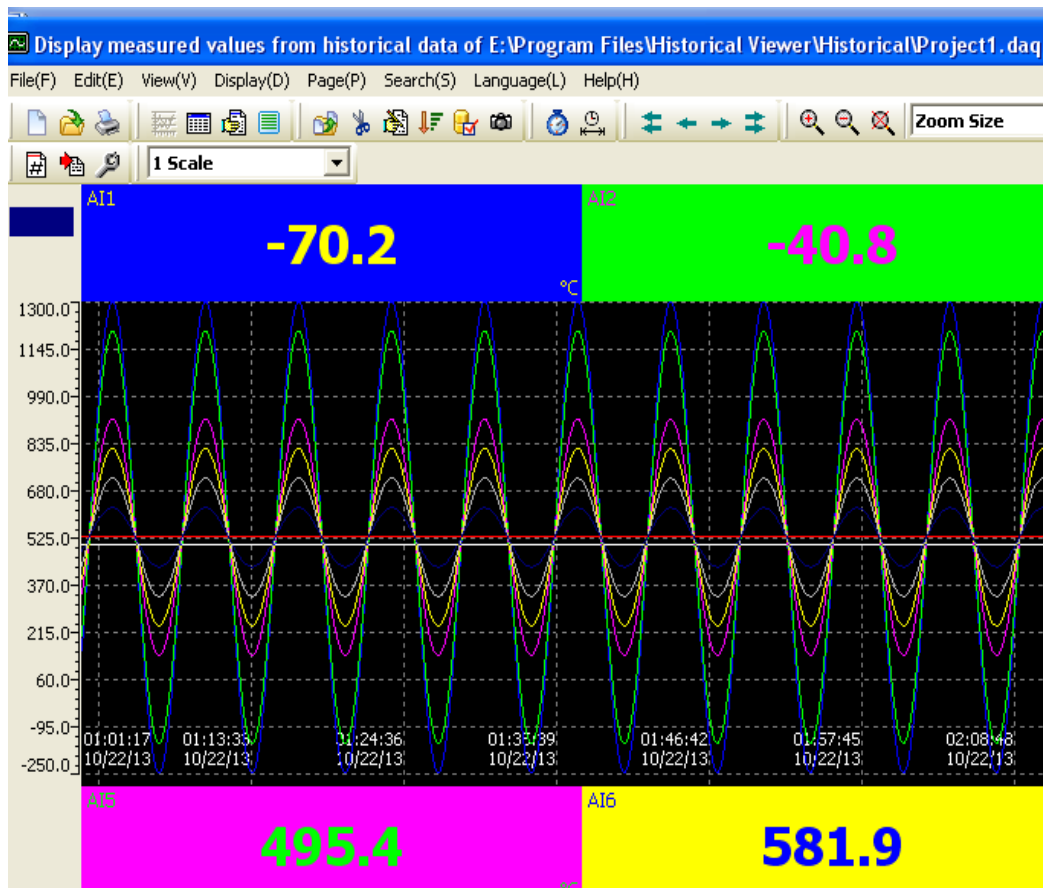 Display measured values from historical data of E:\Program Files\Historical Viewer\Historical\Project1.daq
File(F) Edit(E) View(V) Display(D) Page(P) Search(S) Language(L) Help(H)
Zoom Size
1 Scale
AI1 AI2
-70.2 -40.8
°C
1300.0
1145.0
990.0
835.0
680.0
525.0
370.0
215.0
60.0
-95.0
-250.0
01:01:17 01:13:33 01:24:36 01:35:39 01:46:42 01:57:45 02:08:48
10/22/13 10/22/13 10/22/13 10/22/13 10/22/13 10/22/13 10/22/13
AI5 AI6
495.4 581.9
°C